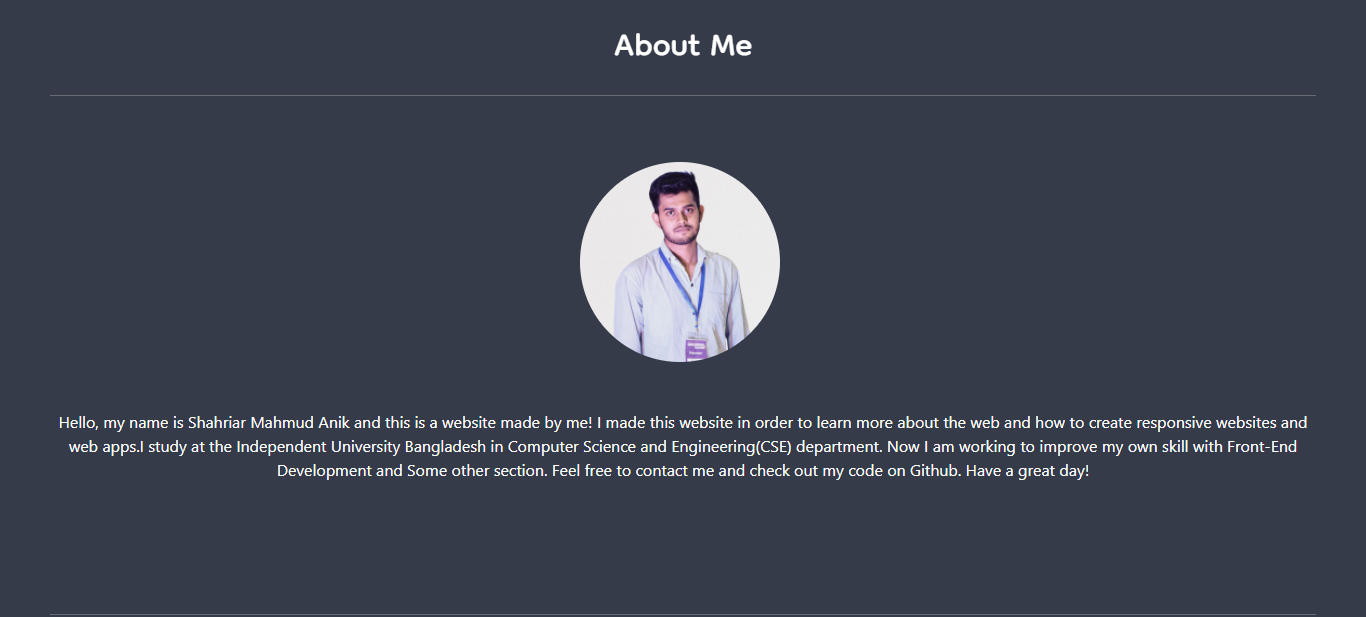 About Me
Hello, my name is Shahriar Mahmud Anik and this is a website made by me! I made this website in order to learn more about the web and how to create responsive websites and
web apps.I study at the Independent University Bangladesh in Computer Science and Engineering(CSE) department. Now I am working to improve my own skill with Front-End
Development and Some other section. Feel free to contact me and check out my code on Github. Have a great day!